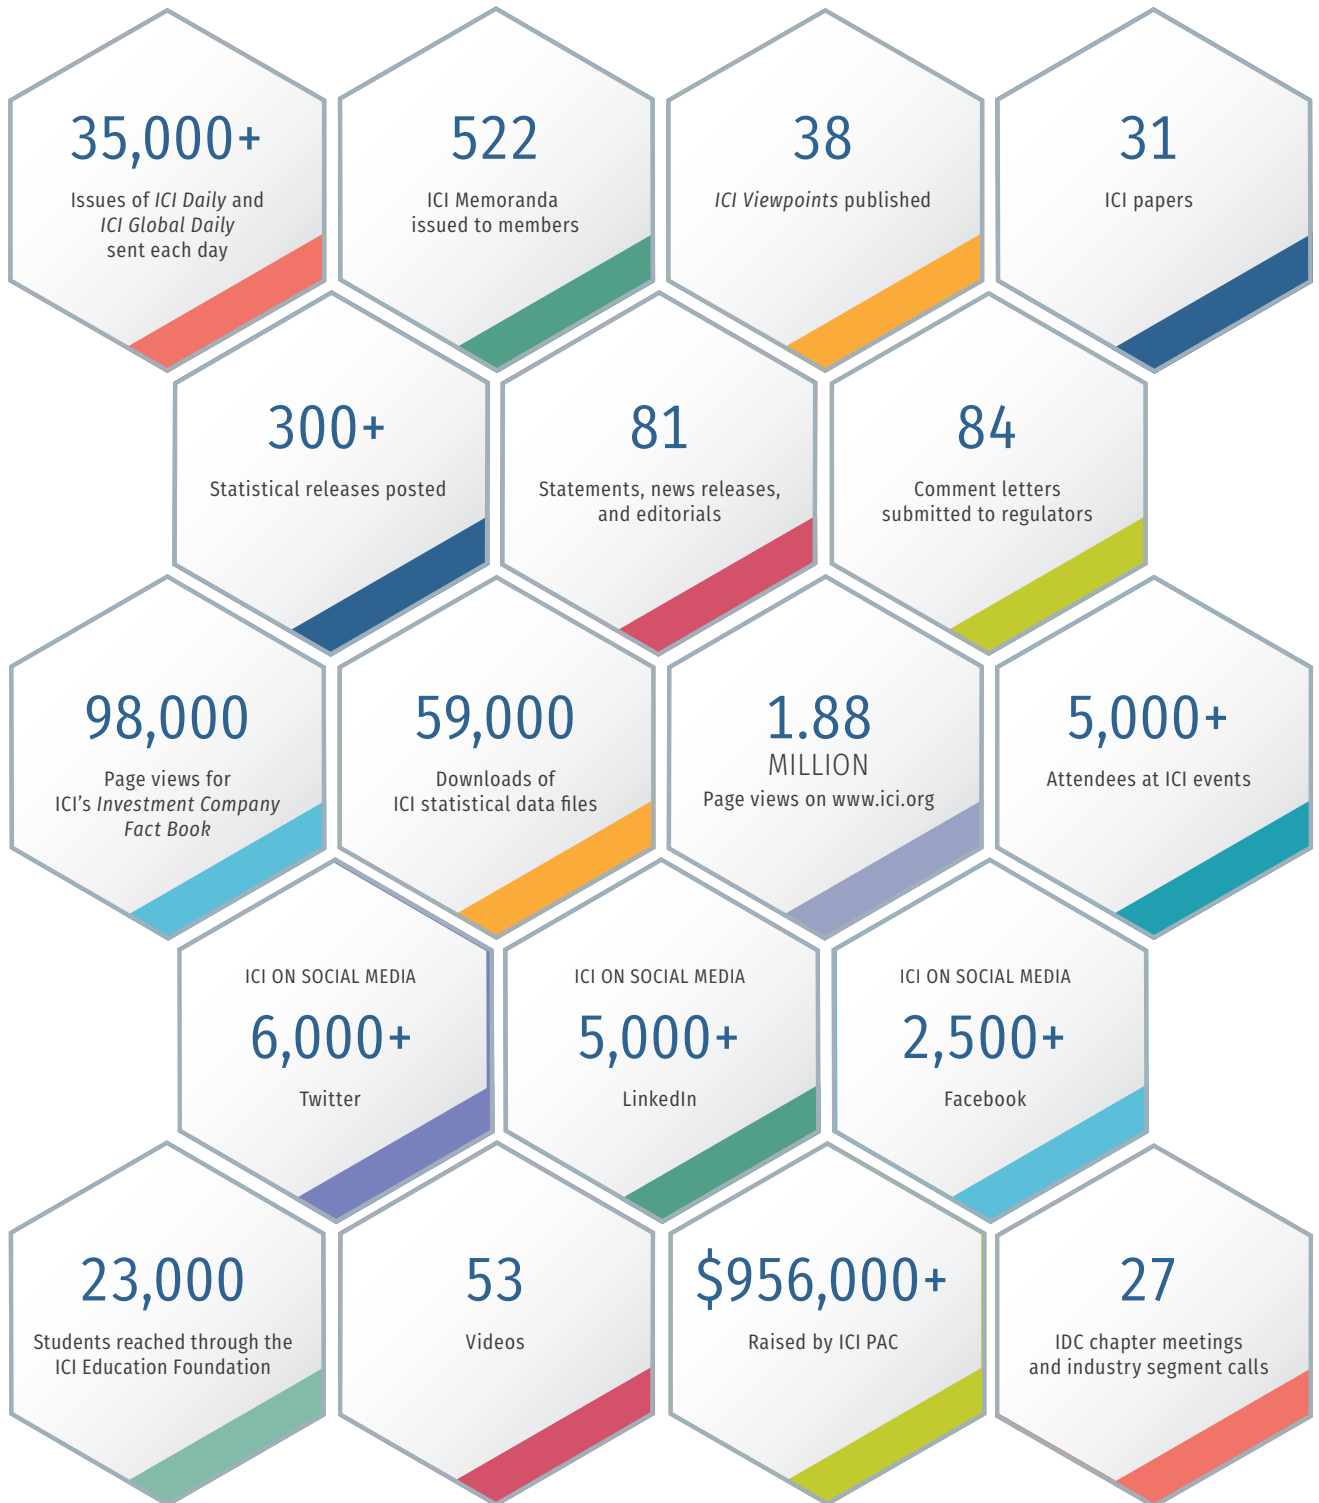 35,000+
Issues of ICI Daily and
ICI Global Daily
sent each day
522
ICI Memoranda
issued to members
38
ICI Viewpoints published
31
ICI papers
300+
Statistical releases posted
81
Statements, news releases,
and editorials
84
Comment letters
submitted to regulators
98,000
Page views for
ICI’s Investment Company
Fact Book
59,000
Downloads of
ICI statistical data files
1.88
MILLION
Page views on www.ici.org
5,000+
Attendees at ICI events
ICI ON SOCIAL MEDIA
6,000+
Twitter
ICI ON SOCIAL MEDIA
5,000+
LinkedIn
ICI ON SOCIAL MEDIA
2,500+
Facebook
23,000
Students reached through the
ICI Education Foundation
53
Videos
$956,000+
Raised by ICI PAC
27
IDC chapter meetings
and industry segment calls